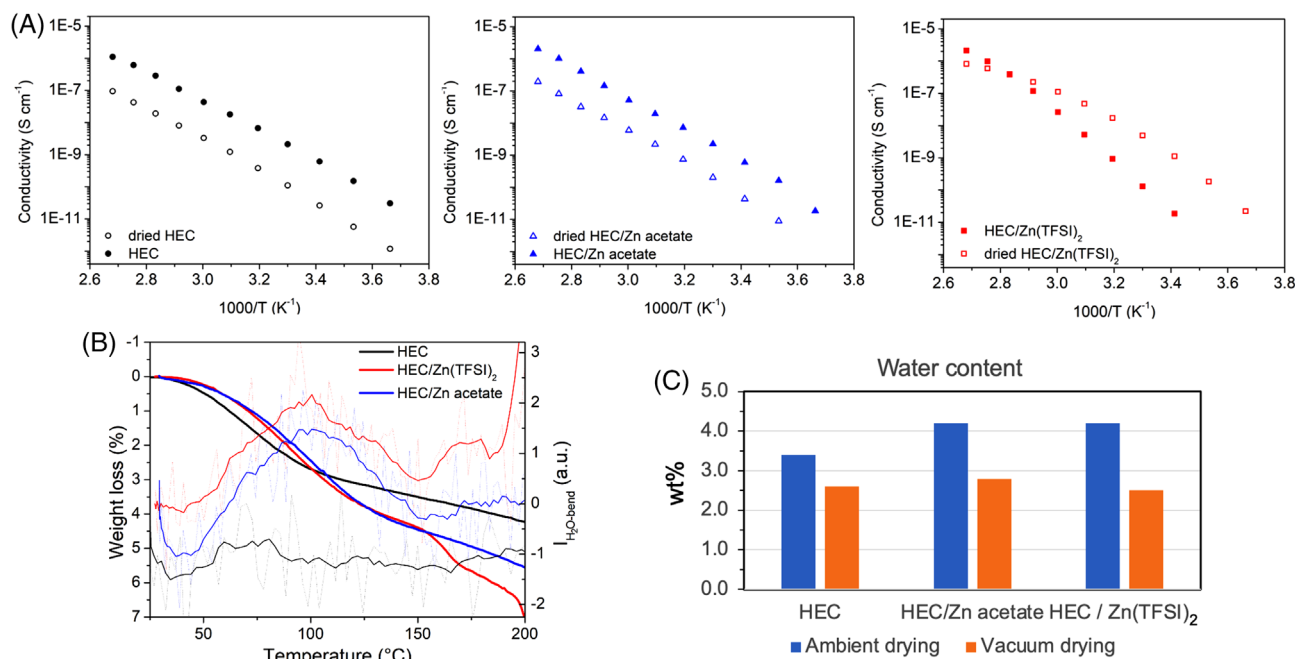 (A)
1E-5
1E-7
1E-9
1E-11
Conductivity (S cm⁻¹)
dried HEC
HEC
2.6 2.8 3.0 3.2 3.4 3.6 3.8
1000/T (K⁻¹)
1E-5
1E-7
1E-9
1E-11
Conductivity (S cm⁻¹)
dried HEC/Zn acetate
HEC/Zn acetate
2.6 2.8 3.0 3.2 3.4 3.6 3.8
1000/T (K⁻¹)
1E-5
1E-7
1E-9
1E-11
Conductivity (S cm⁻¹)
HEC/Zn(TFSI)₂
dried HEC/Zn(TFSI)₂
2.6 2.8 3.0 3.2 3.4 3.6 3.8
1000/T (K⁻¹)
(B)
-1
0
1
2
3
4
5
6
7
Weight loss (%)
HEC
HEC/Zn(TFSI)₂
HEC/Zn acetate
3
2
1
0
-1
-2
I H₂O-bend (a.u.)
50 100 150 200
Temperature (°C)
(C)
Water content
5.0
4.0
3.0
2.0
1.0
0.0
wt%
HEC HEC/Zn acetate HEC / Zn(TFSI)₂
Ambient drying Vacuum drying